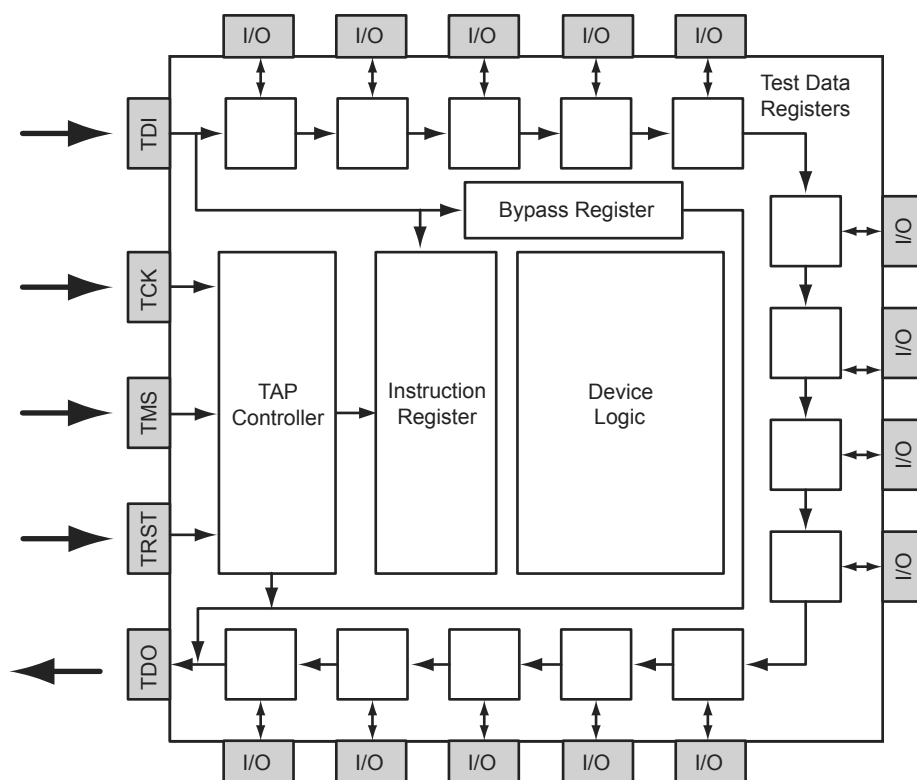 I/O
I/O
I/O
I/O
I/O
Test Data
Registers
TDI
Bypass Register
I/O
TCK
I/O
TAP
Controller
Instruction
Register
Device
Logic
TMS
I/O
TRST
I/O
TDO
I/O
I/O
I/O
I/O
I/O